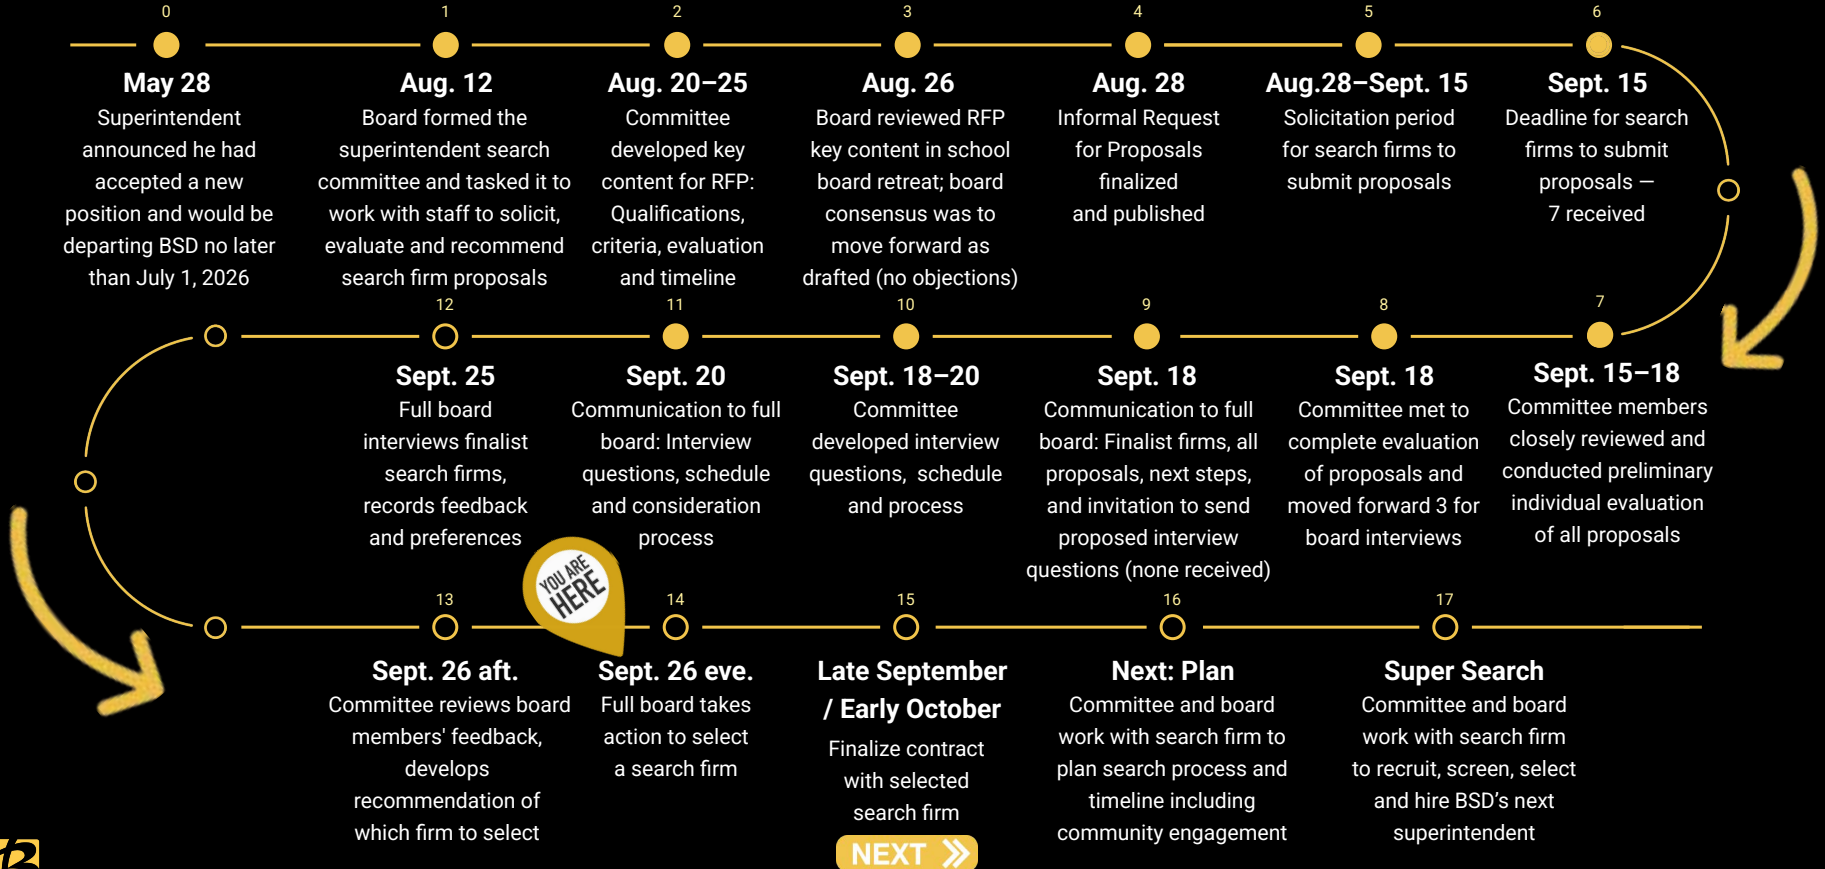 0
May 28
Superintendent
announced he had
accepted a new
position and would be
departing BSD no later
than July 1, 2026
1
Aug. 12
Board formed the
superintendent search
committee and tasked it to
work with staff to solicit,
evaluate and recommend
search firm proposals
2
Aug. 20–25
Committee
developed key
content for RFP:
Qualifications,
criteria, evaluation
and timeline
3
Aug. 26
Board reviewed RFP
key content in school
board retreat; board
consensus was to
move forward as
drafted (no objections)
4
Aug. 28
Informal Request
for Proposals
finalized
and published
5
Aug.28–Sept. 15
Solicitation period
for search firms to
submit proposals
6
Sept. 15
Deadline for search
firms to submit
proposals —
7 received
7
Sept. 15–18
Committee members
closely reviewed and
conducted preliminary
individual evaluation
of all proposals
8
Sept. 18
Committee met to
complete evaluation
of proposals and
moved forward 3 for
board interviews
9
Sept. 18
Communication to full
board: Finalist firms, all
proposals, next steps,
and invitation to send
proposed interview
questions (none received)
10
Sept. 18–20
Committee
developed interview
questions, schedule
and process
11
Sept. 20
Communication to full
board: Interview
questions, schedule
and consideration
process
12
Sept. 25
Full board
interviews finalist
search firms,
records feedback
and preferences
13
Sept. 26 aft.
Committee reviews board
members' feedback,
develops
recommendation of
which firm to select
YOU ARE
HERE
14
Sept. 26 eve.
Full board takes
action to select
a search firm
15
Late September
/ Early October
Finalize contract
with selected
search firm
NEXT
16
Next: Plan
Committee and board
work with search firm to
plan search process and
timeline including
community engagement
17
Super Search
Committee and board
work with search firm
to recruit, screen, select
and hire BSD’s next
superintendent
B